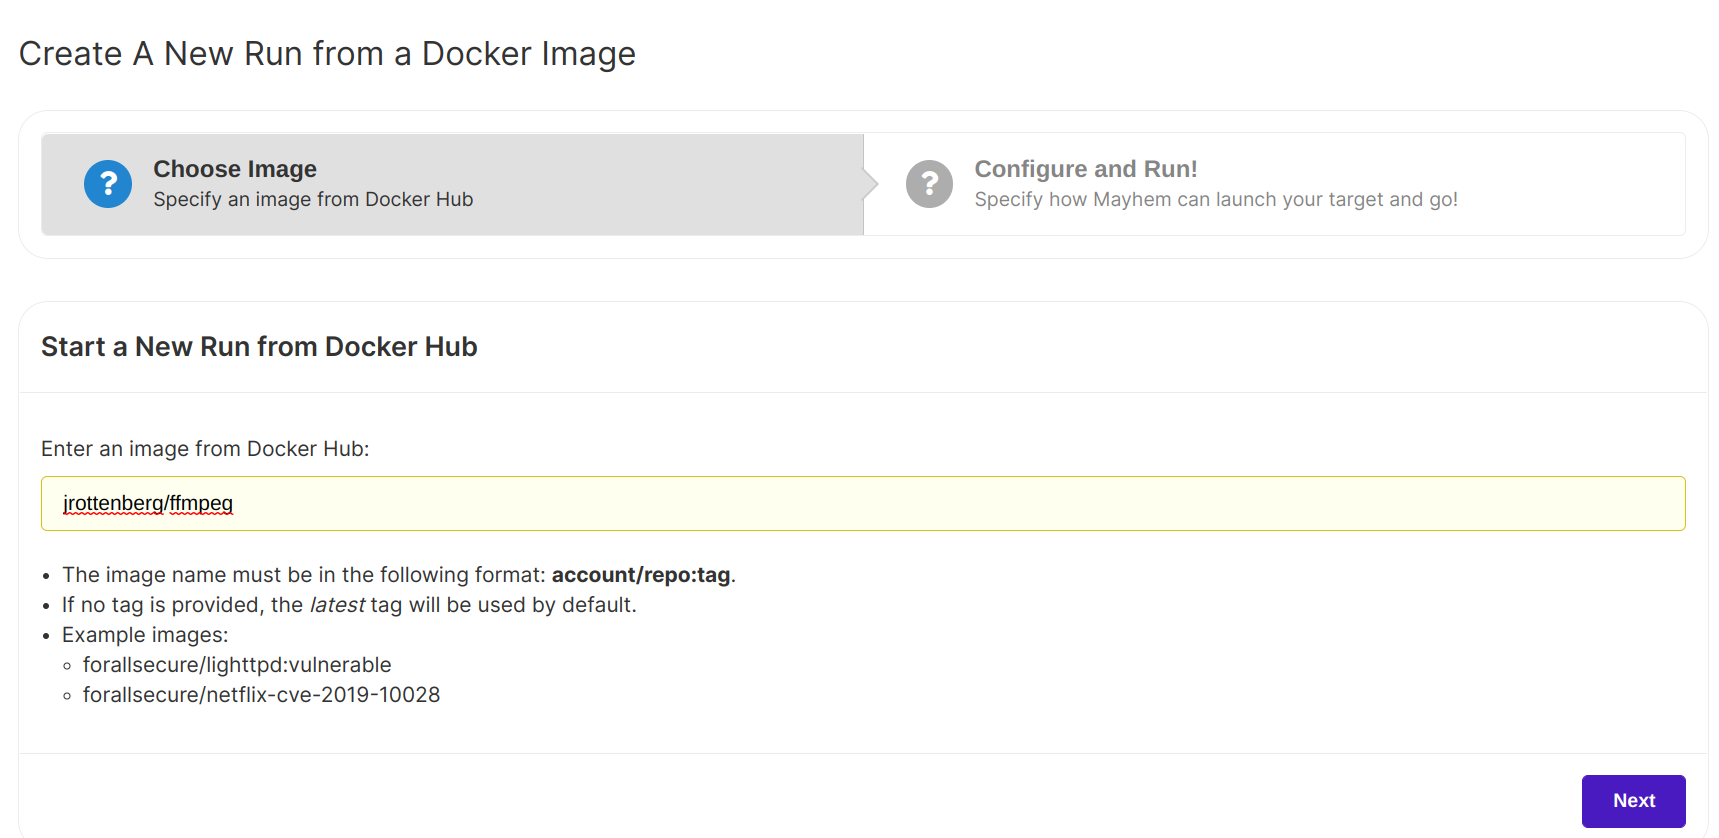 Create A New Run from a Docker Image
Choose Image
Specify an image from Docker Hub
Configure and Run!
Specify how Mayhem can launch your target and go!
Start a New Run from Docker Hub
Enter an image from Docker Hub:
jrottenberg/ffmpeg
• The image name must be in the following format: account/repo:tag.
• If no tag is provided, the latest tag will be used by default.
• Example images:
◦ forallsecure/lighttpd:vulnerable
◦ forallsecure/netflix-cve-2019-10028
Next